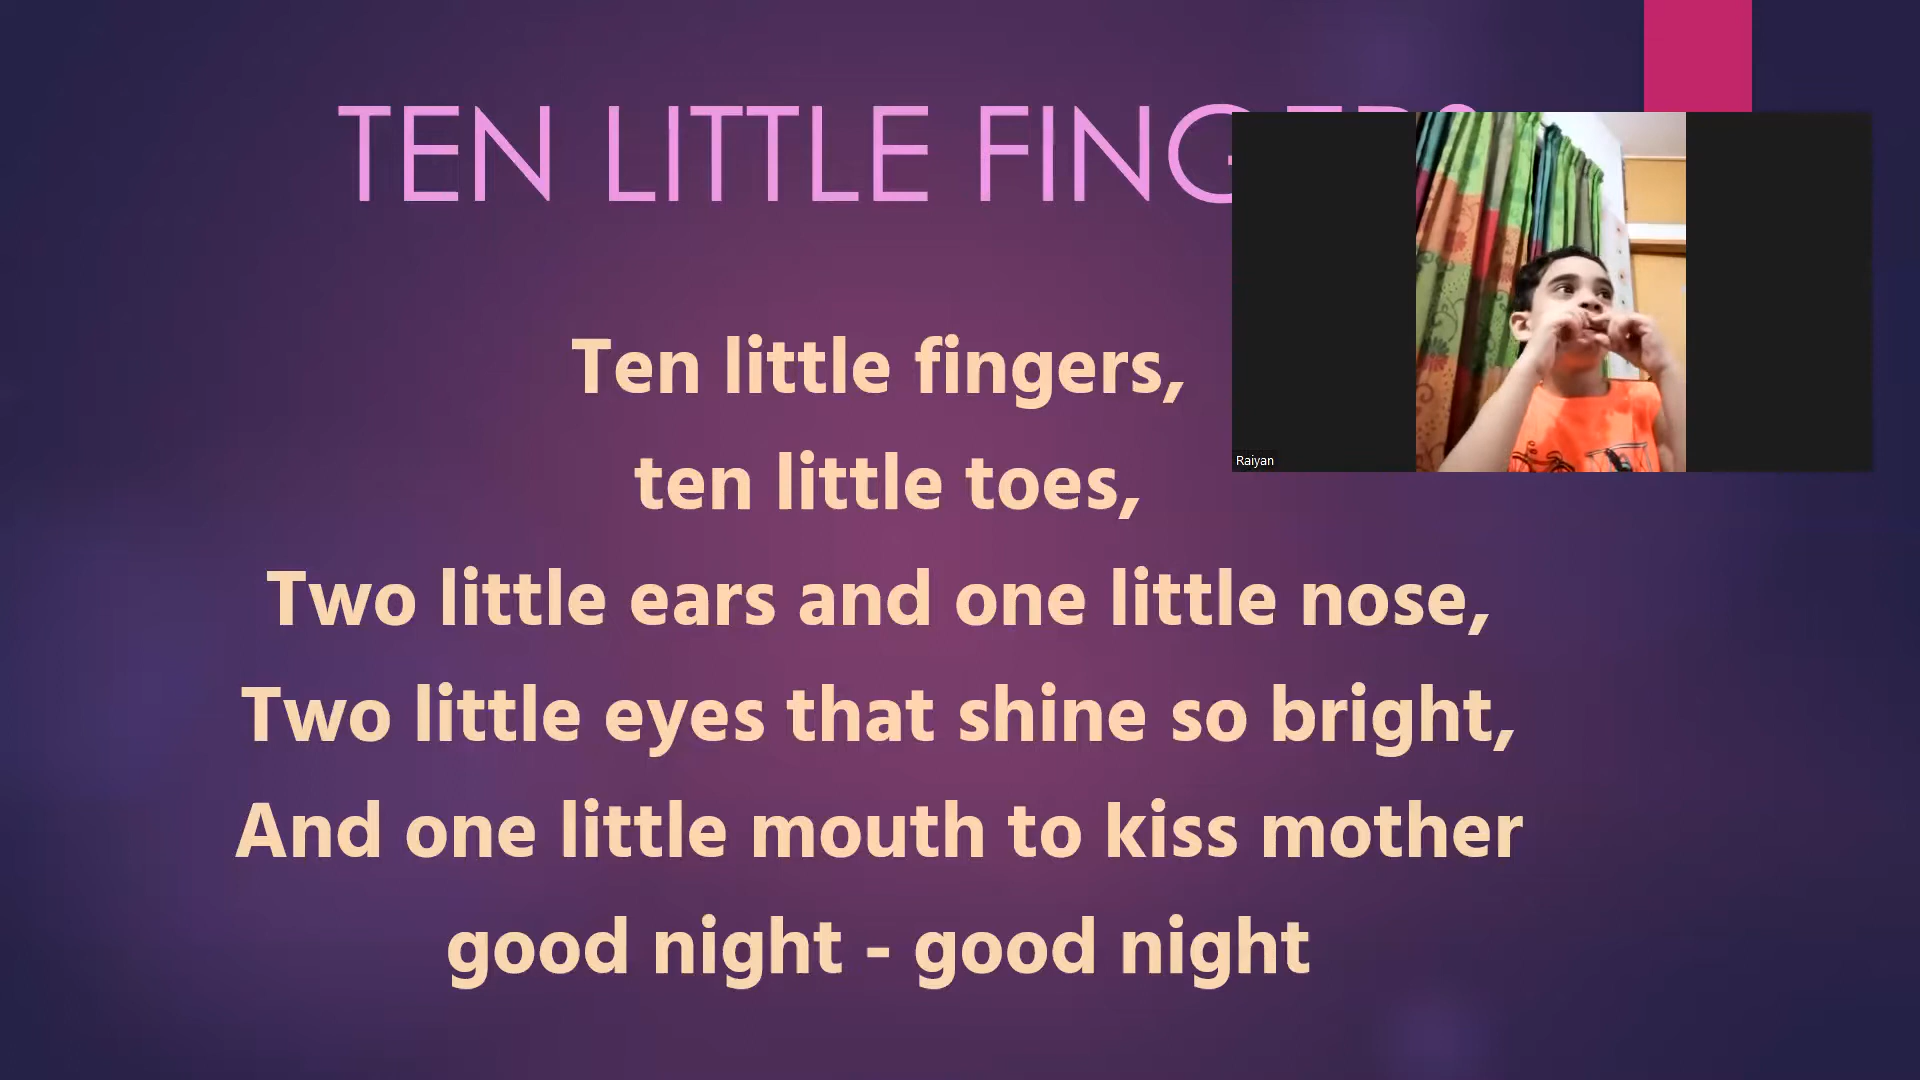 TEN LITTLE FINGERS
Ten little fingers,
ten little toes,
Two little ears and one little nose,
Two little eyes that shine so bright,
And one little mouth to kiss mother
good night - good night
Raiyan